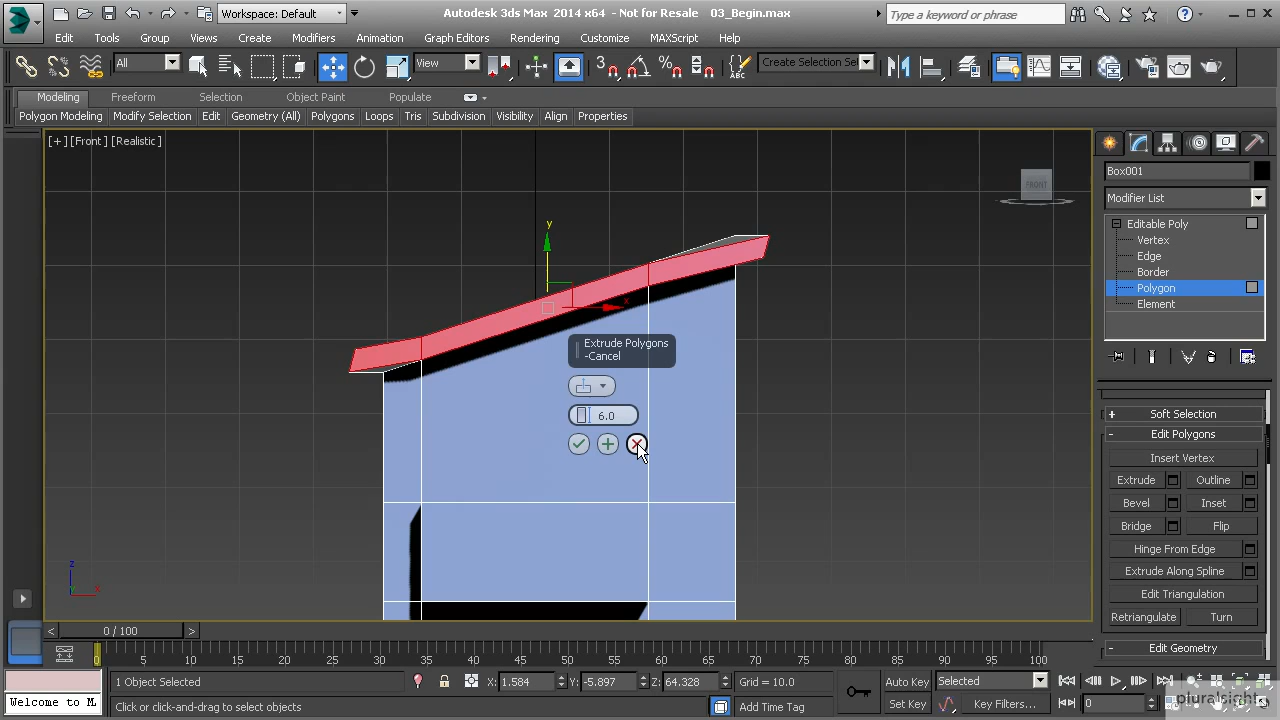 Autodesk 3ds Max 2014 x64 - Not for Resale 03_Begin.max
Workspace: Default
Type a keyword or phrase
Edit Tools Group Views Create Modifiers Animation Graph Editors Rendering Customize MAXScript Help
All
View
Create Selection Se
Modeling Freeform Selection Object Paint Populate
Polygon Modeling Modify Selection Edit Geometry (All) Polygons Loops Tris Subdivision Visibility Align Properties
[+] [Front] [Realistic]
FRONT
y
x
Extrude Polygons
-Cancel
6.0
z
x
Box001
Modifier List
Editable Poly
Vertex
Edge
Border
Polygon
Element
+ Soft Selection
- Edit Polygons
Insert Vertex
Extrude Outline
Bevel Inset
Bridge Flip
Hinge From Edge
Extrude Along Spline
Edit Triangulation
Retriangulate Turn
- Edit Geometry
< 0 / 100 >
0 5 10 15 20 25 30 35 40 45 50 55 60 65 70 75 80 85 90 95 100
1 Object Selected X: 1.584 Y: -5.897 Z: 64.328 Grid = 10.0 Auto Key Selected
Welcome to M Click or click-and-drag to select objects Add Time Tag Set Key Key Filters... 0
pluralsight